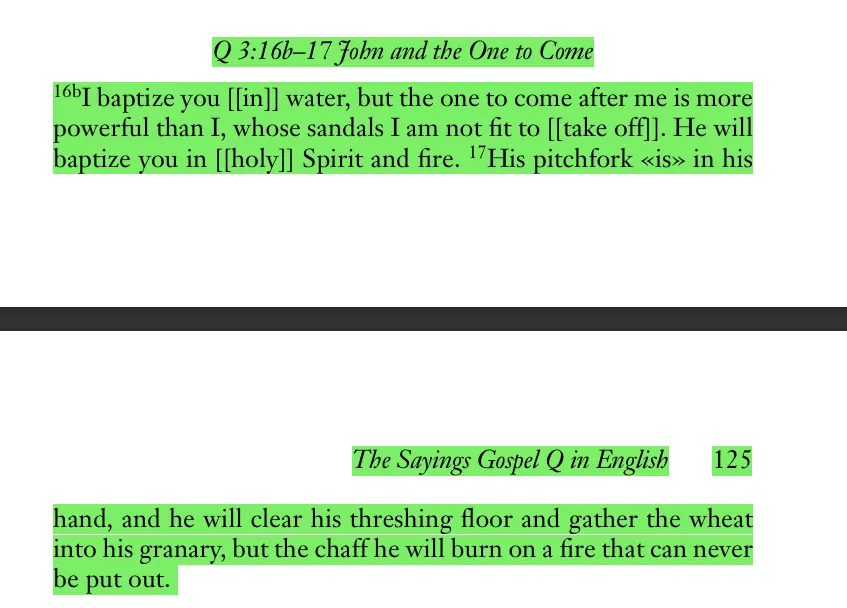 Q 3:16b–17 John and the One to Come
16bI baptize you [[in]] water, but the one to come after me is more
powerful than I, whose sandals I am not fit to [[take off]]. He will
baptize you in [[holy]] Spirit and fire. 17His pitchfork «is» in his
The Sayings Gospel Q in English 125
hand, and he will clear his threshing floor and gather the wheat
into his granary, but the chaff he will burn on a fire that can never
be put out.